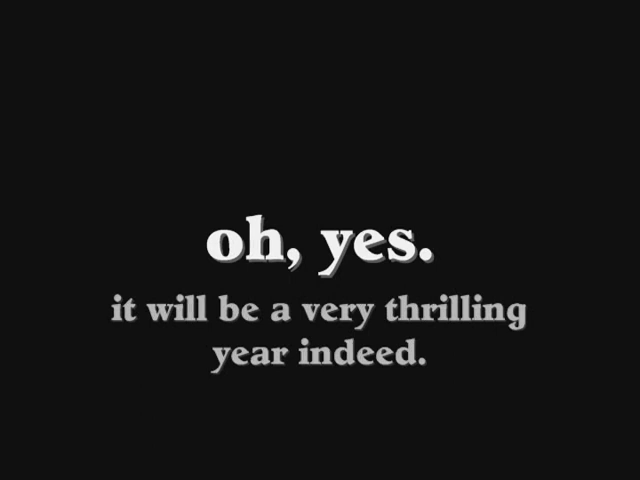 oh, yes.
it will be a very thrilling
year indeed.